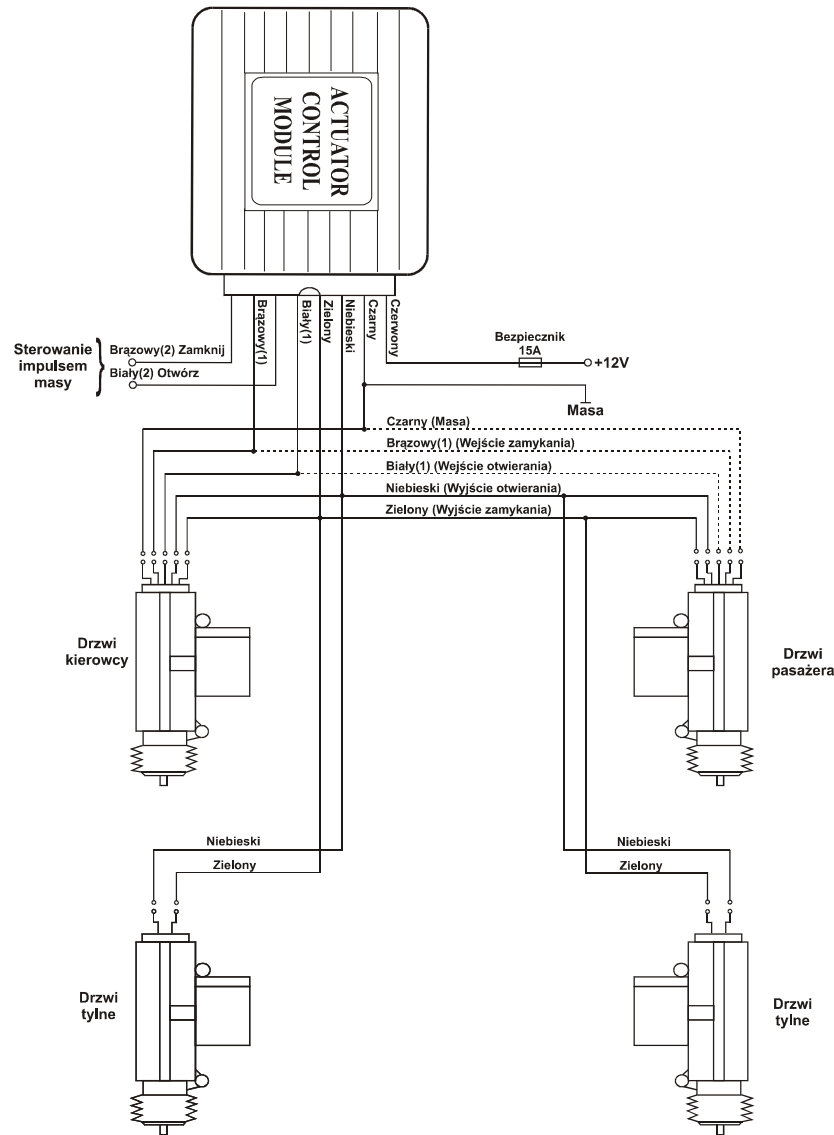 ACTUATOR
CONTROL
MODULE
Brązowy(1)
Biały(1)
Zielony
Niebieski
Czarny
Czerwony
Sterowanie
impulsem
masy
Brązowy(2) Zamknij
Biały(2) Otwórz
Bezpiecznik
15A
+12V
Masa
Czarny (Masa)
Brązowy(1) (Wejście zamykania)
Biały(1) (Wejście otwierania)
Niebieski (Wyjście otwierania)
Zielony (Wyjście zamykania)
Drzwi
kierowcy
Drzwi
pasażera
Niebieski
Zielony
Niebieski
Zielony
Drzwi
tylne
Drzwi
tylne